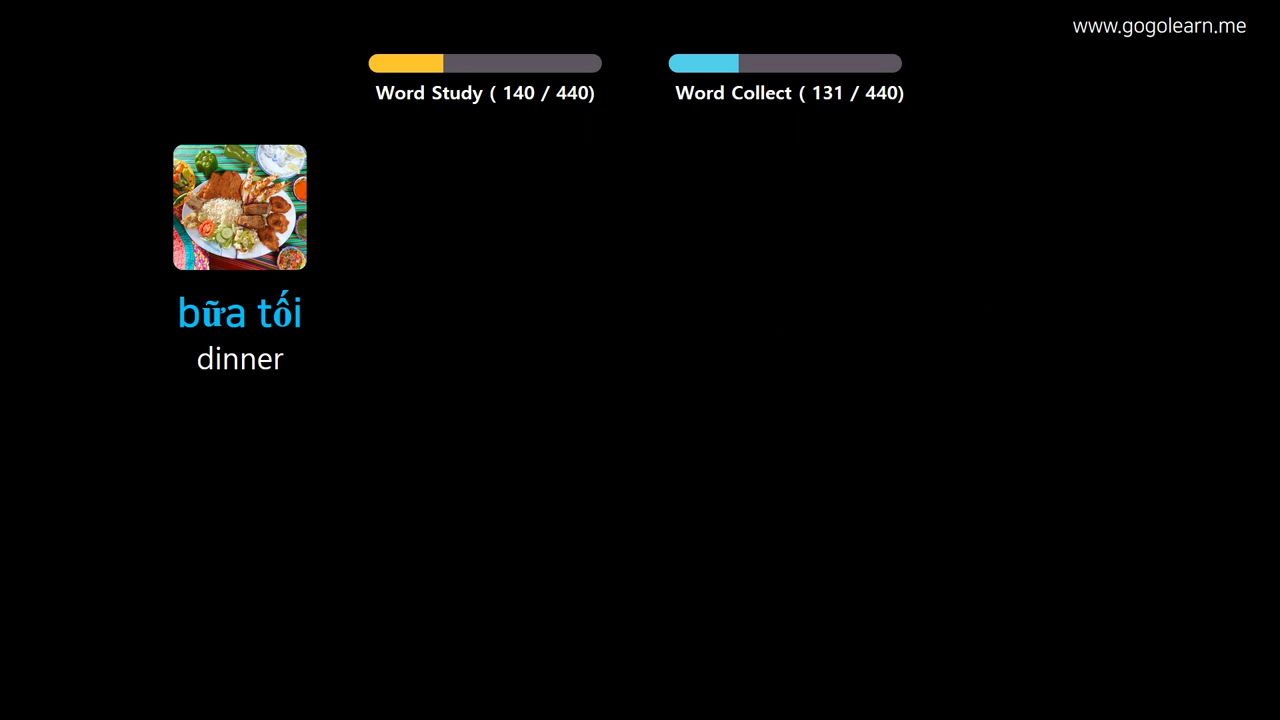 www.gogolearn.me
Word Study ( 140 / 440)
Word Collect ( 131 / 440)
bữa tối
dinner